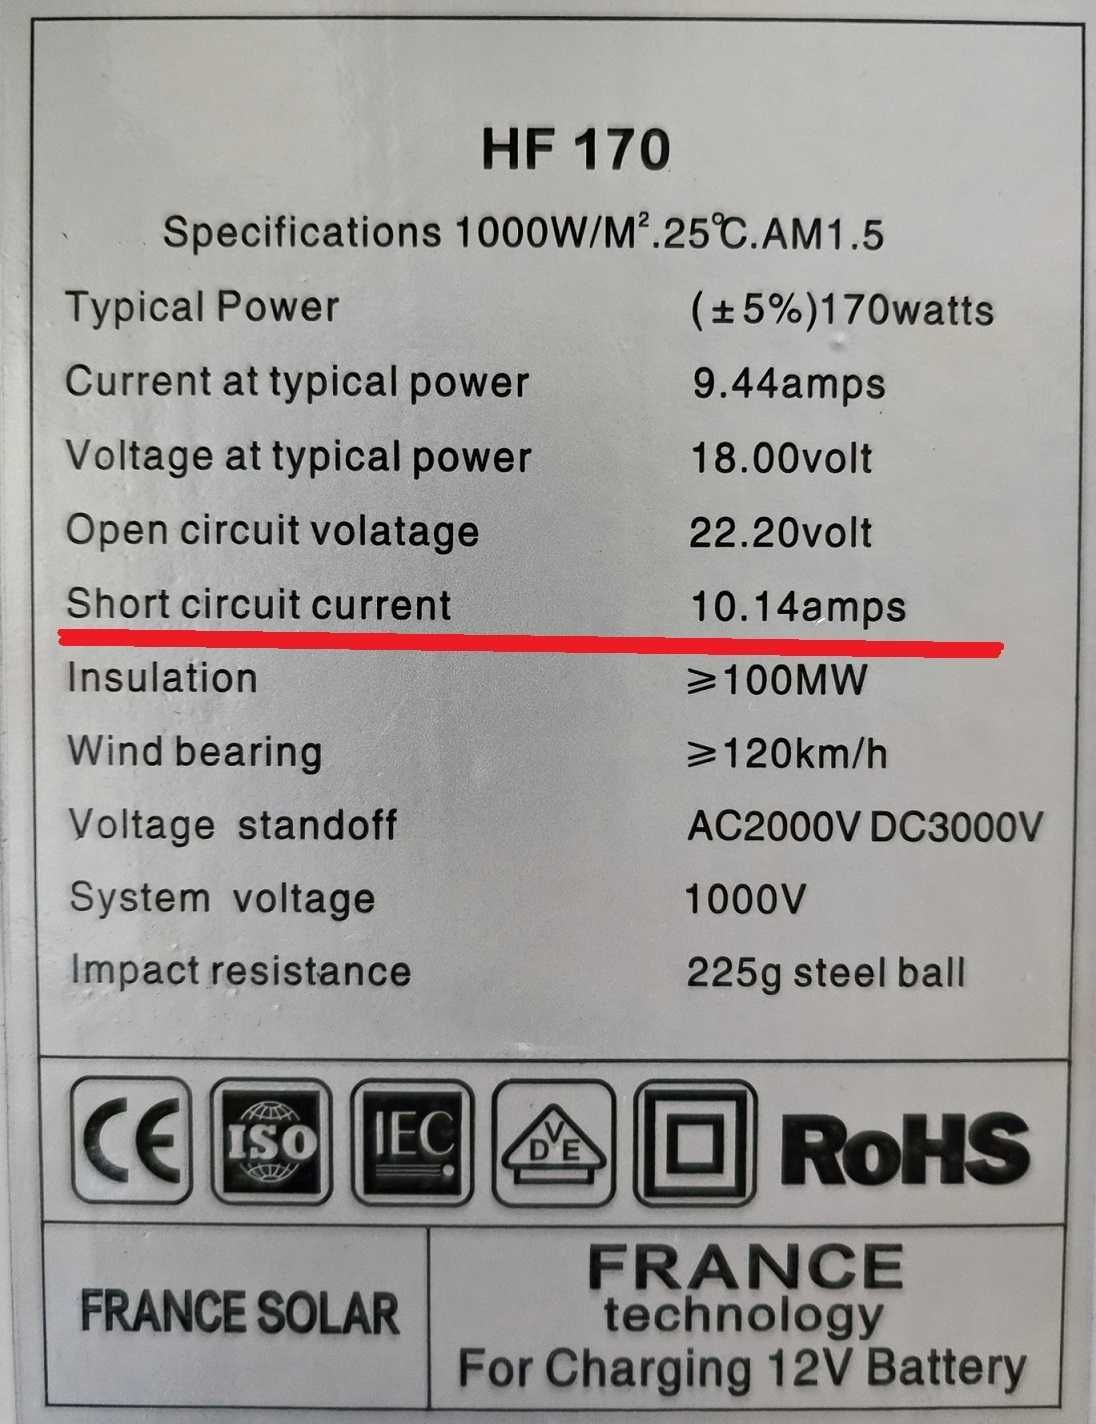 HF 170
Specifications 1000W/M².25℃.AM1.5
Typical Power (±5%)170watts
Current at typical power 9.44amps
Voltage at typical power 18.00volt
Open circuit volatage 22.20volt
Short circuit current 10.14amps
Insulation ⩾100MW
Wind bearing ⩾120km/h
Voltage standoff AC2000V DC3000V
System voltage 1000V
Impact resistance 225g steel ball
CE ISO IEC DVE RoHS
FRANCE SOLAR
FRANCE
technology
For Charging 12V Battery